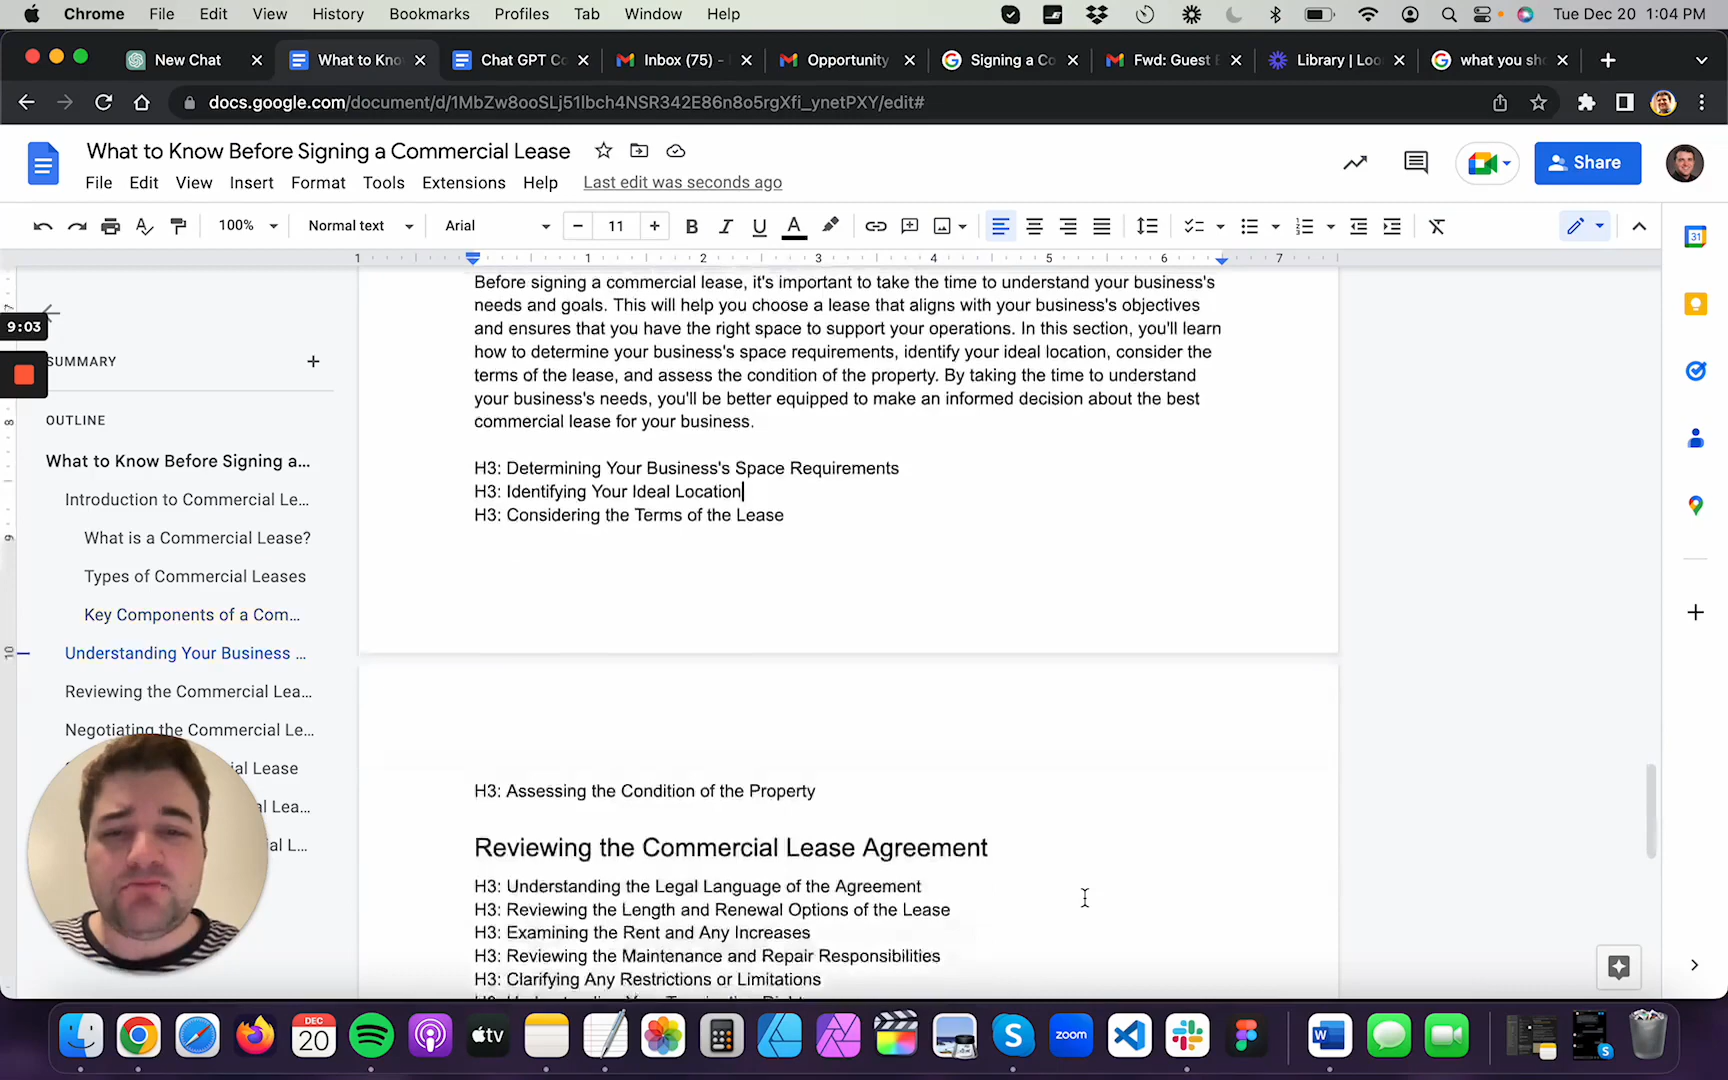 Chrome File Edit View History Bookmarks Profiles Tab Window Help Tue Dec 20 1:04 PM
New Chat What to Kno Chat GPT Co Inbox (75) - Opportunity Signing a Co Fwd: Guest Library | Loo what you sh
docs.google.com/document/d/1MbZw8ooSLj51lbch4NSR342E86n8o5rgXfi_ynetPXY/edit#
What to Know Before Signing a Commercial Lease
Share
File Edit View Insert Format Tools Extensions Help Last edit was seconds ago
100% Normal text Arial 11 B I U A
1 1 2 3 4 5 6 7
9:03
SUMMARY
OUTLINE
What to Know Before Signing a...
Introduction to Commercial Le...
What is a Commercial Lease?
Types of Commercial Leases
Key Components of a Com...
Understanding Your Business ...
Reviewing the Commercial Lea...
Negotiating the Commercial Le...
ial Lease
al Lea...
al L...
7
8
9
10
Before signing a commercial lease, it's important to take the time to understand your business's
needs and goals. This will help you choose a lease that aligns with your business's objectives
and ensures that you have the right space to support your operations. In this section, you'll learn
how to determine your business's space requirements, identify your ideal location, consider the
terms of the lease, and assess the condition of the property. By taking the time to understand
your business's needs, you'll be better equipped to make an informed decision about the best
commercial lease for your business.
H3: Determining Your Business's Space Requirements
H3: Identifying Your Ideal Location
H3: Considering the Terms of the Lease
H3: Assessing the Condition of the Property
Reviewing the Commercial Lease Agreement
H3: Understanding the Legal Language of the Agreement
H3: Reviewing the Length and Renewal Options of the Lease
H3: Examining the Rent and Any Increases
H3: Reviewing the Maintenance and Repair Responsibilities
H3: Clarifying Any Restrictions or Limitations
31
DEC
20
tv
zoom